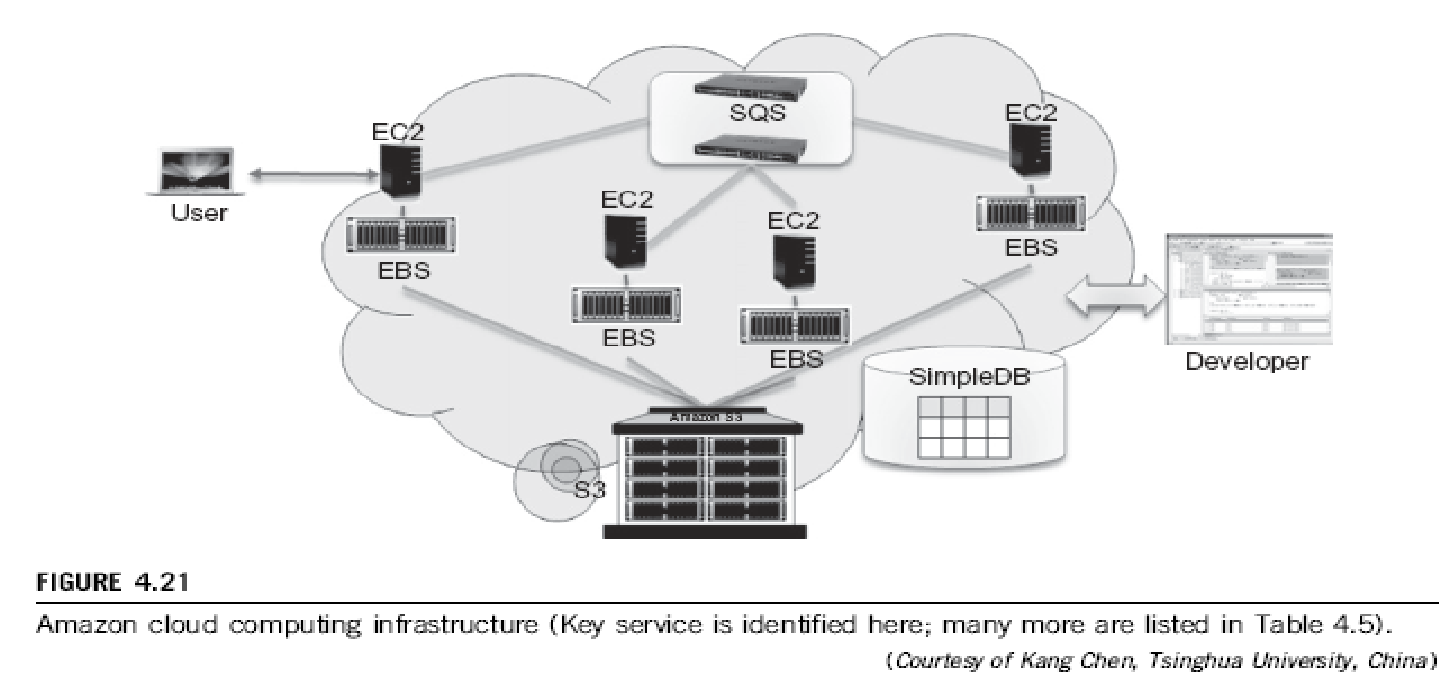 SQS
EC2
EC2
User
EC2
EC2
EBS
EBS
EBS
EBS
Developer
SimpleDB
Amazon S3
S3
FIGURE 4.21
Amazon cloud computing infrastructure (Key service is identified here; many more are listed in Table 4.5).
(Courtesy of Kang Chen, Tsinghua University, China)